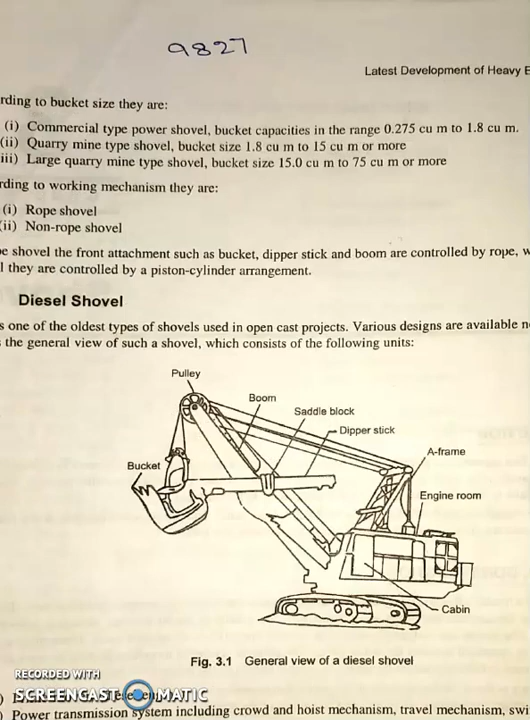 9827
Latest Development of Heavy E
rding to bucket size they are:
(i) Commercial type power shovel, bucket capacities in the range 0.275 cu m to 1.8 cu m.
(ii) Quarry mine type shovel, bucket size 1.8 cu m to 15 cu m or more
iii) Large quarry mine type shovel, bucket size 15.0 cu m to 75 cu m or more
rding to working mechanism they are:
(i) Rope shovel
(ii) Non-rope shovel
e shovel the front attachment such as bucket, dipper stick and boom are controlled by rope, w
l they are controlled by a piston-cylinder arrangement.
Diesel Shovel
s one of the oldest types of shovels used in open cast projects. Various designs are available n
the general view of such a shovel, which consists of the following units:
Pulley
Boom
Saddle block
Dipper stick
A-frame
Bucket
Engine room
Cabin
Fig. 3.1 General view of a diesel shovel
RECORDED WITH
SCREENCAST MATIC
) Power transmission system including crowd and hoist mechanism, travel mechanism, swi